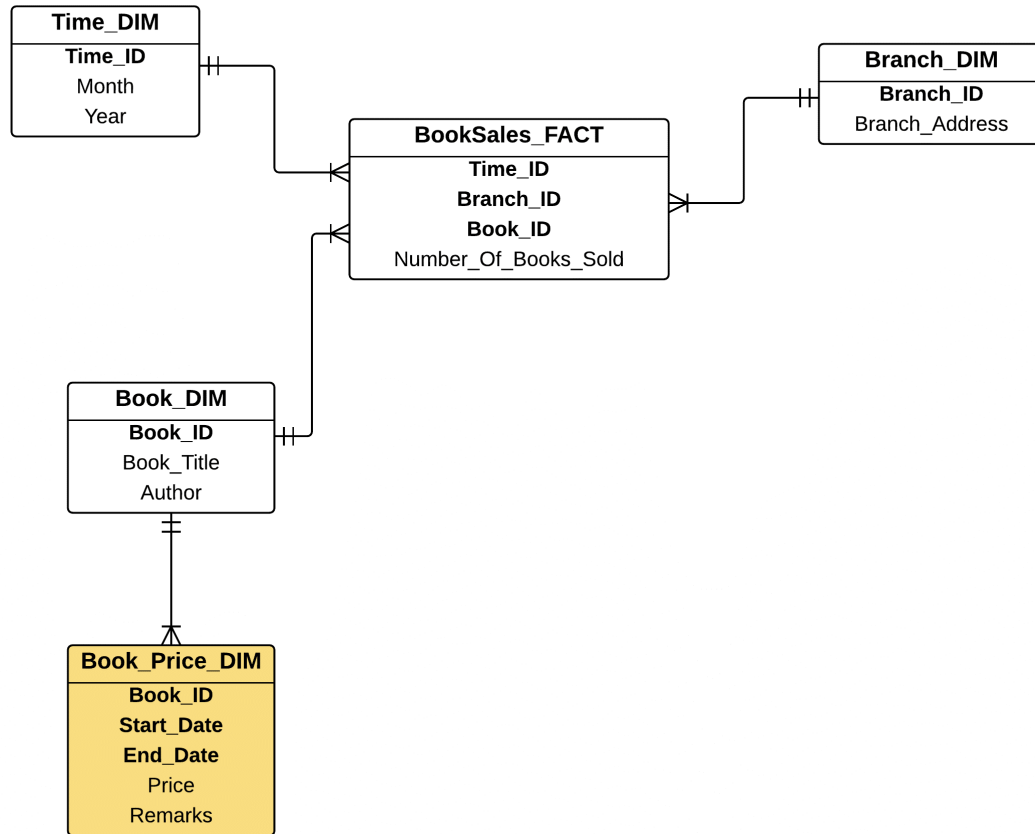 Time_DIM
Time_ID
Month
Year
Branch_DIM
Branch_ID
Branch_Address
BookSales_FACT
Time_ID
Branch_ID
Book_ID
Number_Of_Books_Sold
Book_DIM
Book_ID
Book_Title
Author
Book_Price_DIM
Book_ID
Start_Date
End_Date
Price
Remarks